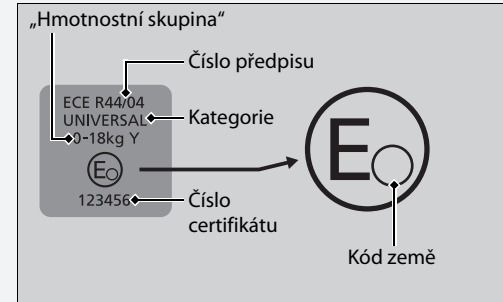 „Hmotnostní skupina“
Číslo předpisu
ECE R44/04
UNIVERSAL
Kategorie
0-18kg Y
E
E
123456
Číslo
certifikátu
Kód země